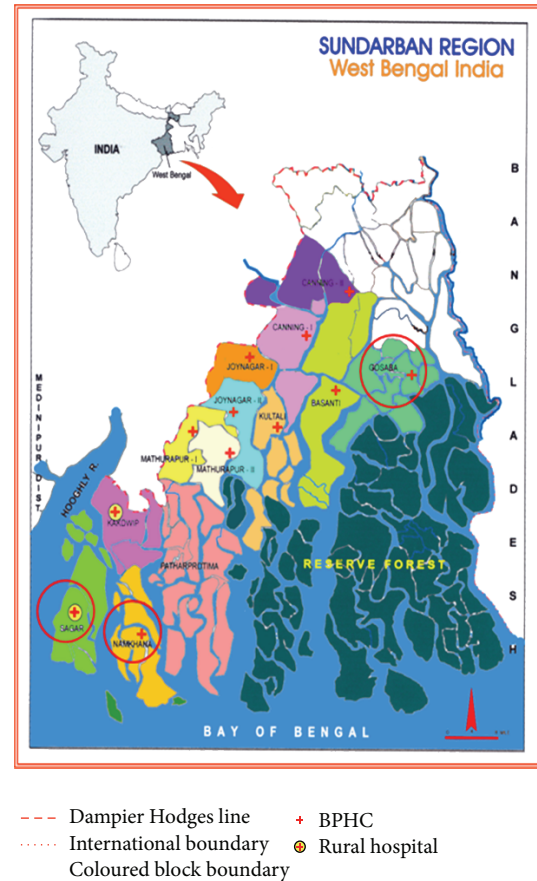 SUNDARBAN REGION
West Bengal India
INDIA
West Bengal
BANGLADESH
CANNING - II
CANNING - I
JOYNAGAR - I
GOSABA
JOYNAGAR - II
BASANTI
KULTALI
MEDINIPUR DIST.
MATHURAPUR - I
MATHURAPUR - II
HOOGHLY R.
KAKDWIP
PATHARPROTIMA
RESERVE FOREST
SAGAR
NAMKHANA
BAY OF BENGAL
Dampier Hodges line
International boundary
Coloured block boundary
BPHC
Rural hospital